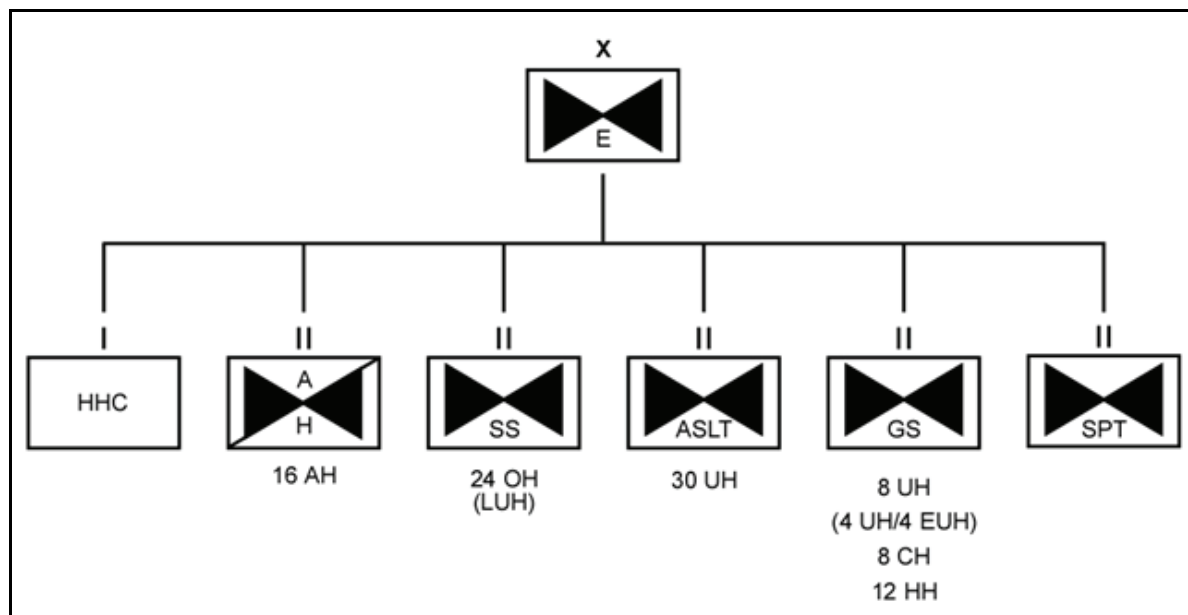 X
E
I
II
II
II
II
II
HHC
A
H
SS
ASLT
GS
SPT
16 AH
24 OH
(LUH)
30 UH
8 UH
(4 UH/4 EUH)
8 CH
12 HH